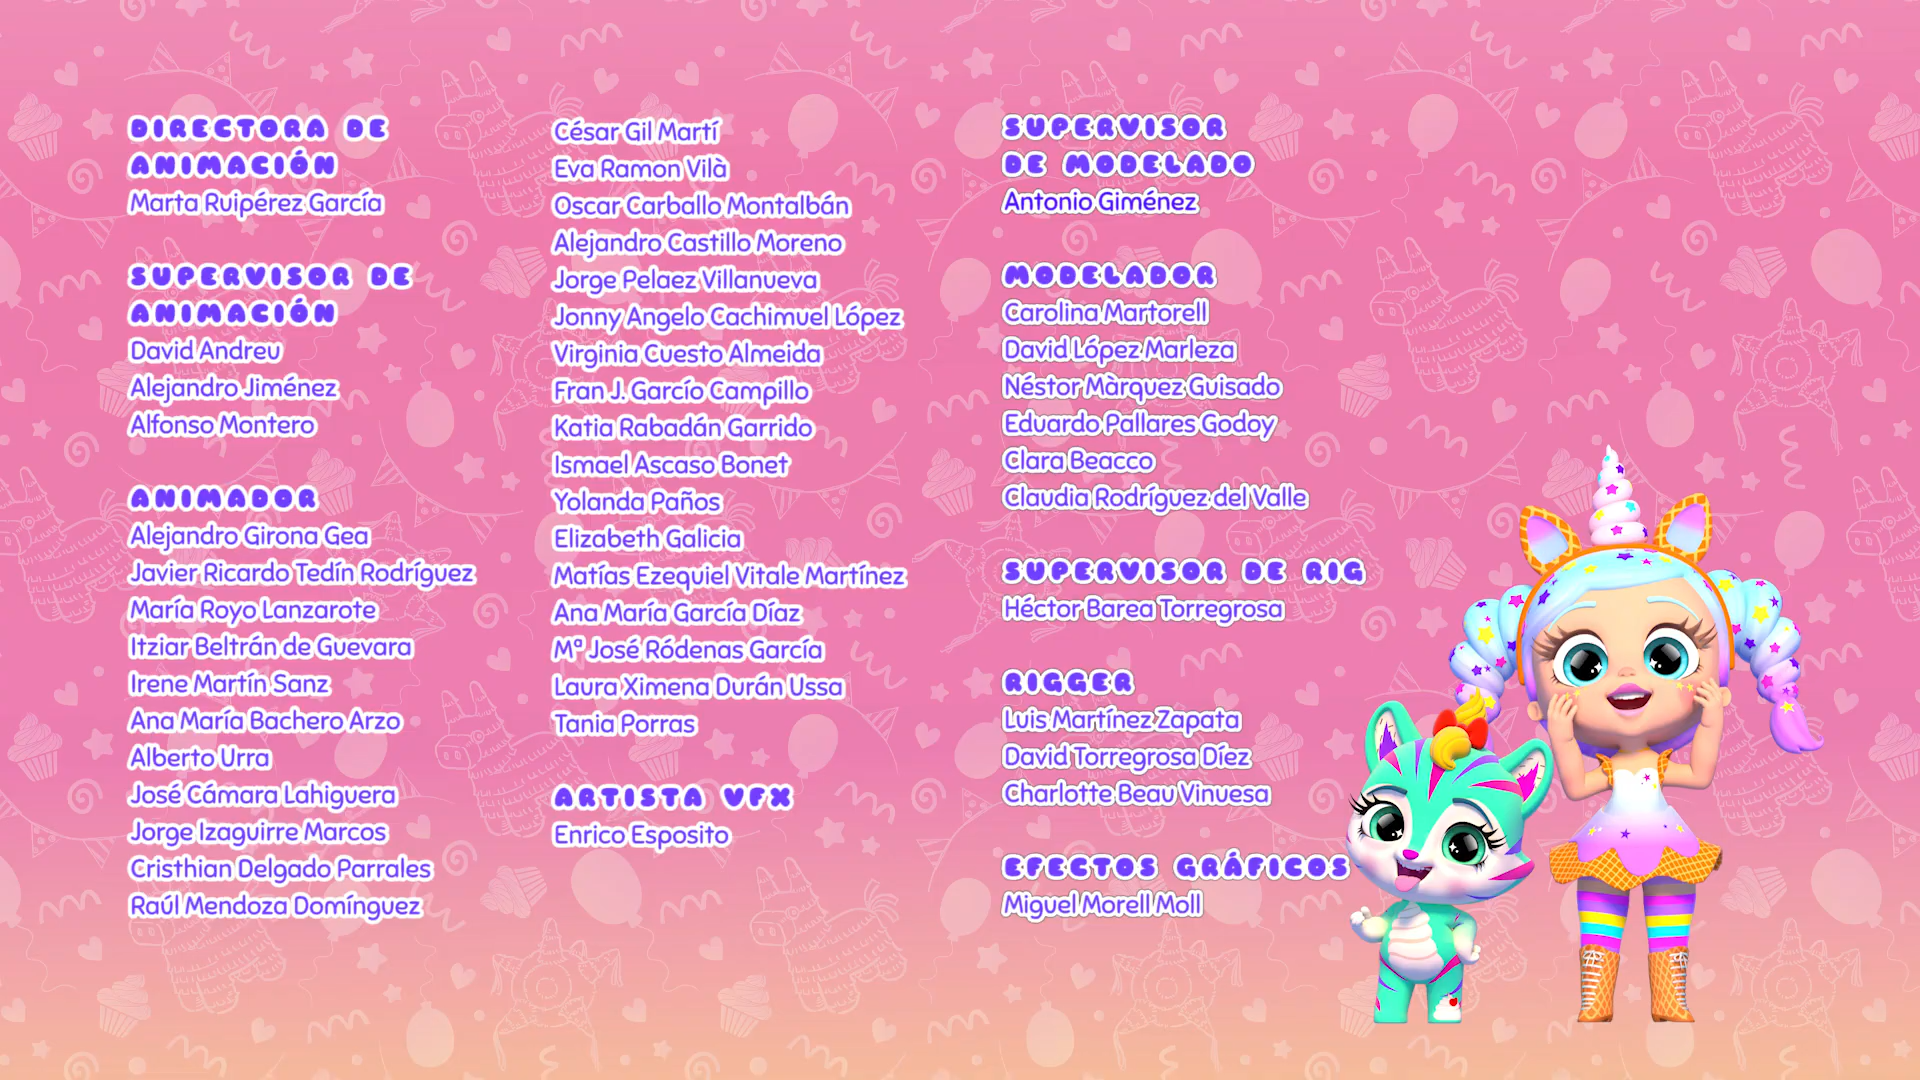 DIRECTORA DE
ANIMACIÓN
Marta Ruipérez García
SUPERVISOR DE
ANIMACIÓN
David Andreu
Alejandro Jiménez
Alfonso Montero
ANIMADOR
Alejandro Girona Gea
Javier Ricardo Tedín Rodríguez
María Royo Lanzarote
Itziar Beltrán de Guevara
Irene Martín Sanz
Ana María Bachero Arzo
Alberto Urra
José Cámara Lahiguera
Jorge Izaguirre Marcos
Cristhian Delgado Parrales
Raúl Mendoza Domínguez
César Gil Martí
Eva Ramon Vilà
Oscar Carballo Montalbán
Alejandro Castillo Moreno
Jorge Pelaez Villanueva
Jonny Angelo Cachimuel López
Virginia Cuesto Almeida
Fran J. Garcío Campillo
Katia Rabadán Garrido
Ismael Ascaso Bonet
Yolanda Paños
Elizabeth Galicia
Matías Ezequiel Vitale Martínez
Ana María García Díaz
Mª José Ródenas García
Laura Ximena Durán Ussa
Tania Porras
ARTISTA VFX
Enrico Esposito
SUPERVISOR
DE MODELADO
Antonio Giménez
MODELADOR
Carolina Martorell
David López Marleza
Néstor Màrquez Guisado
Eduardo Pallares Godoy
Clara Beacco
Claudia Rodríguez del Valle
SUPERVISOR DE RIG
Héctor Barea Torregrosa
RIGGER
Luis Martínez Zapata
David Torregrosa Díez
Charlotte Beau Vinuesa
EFECTOS GRÁFICOS
Miguel Morell Moll